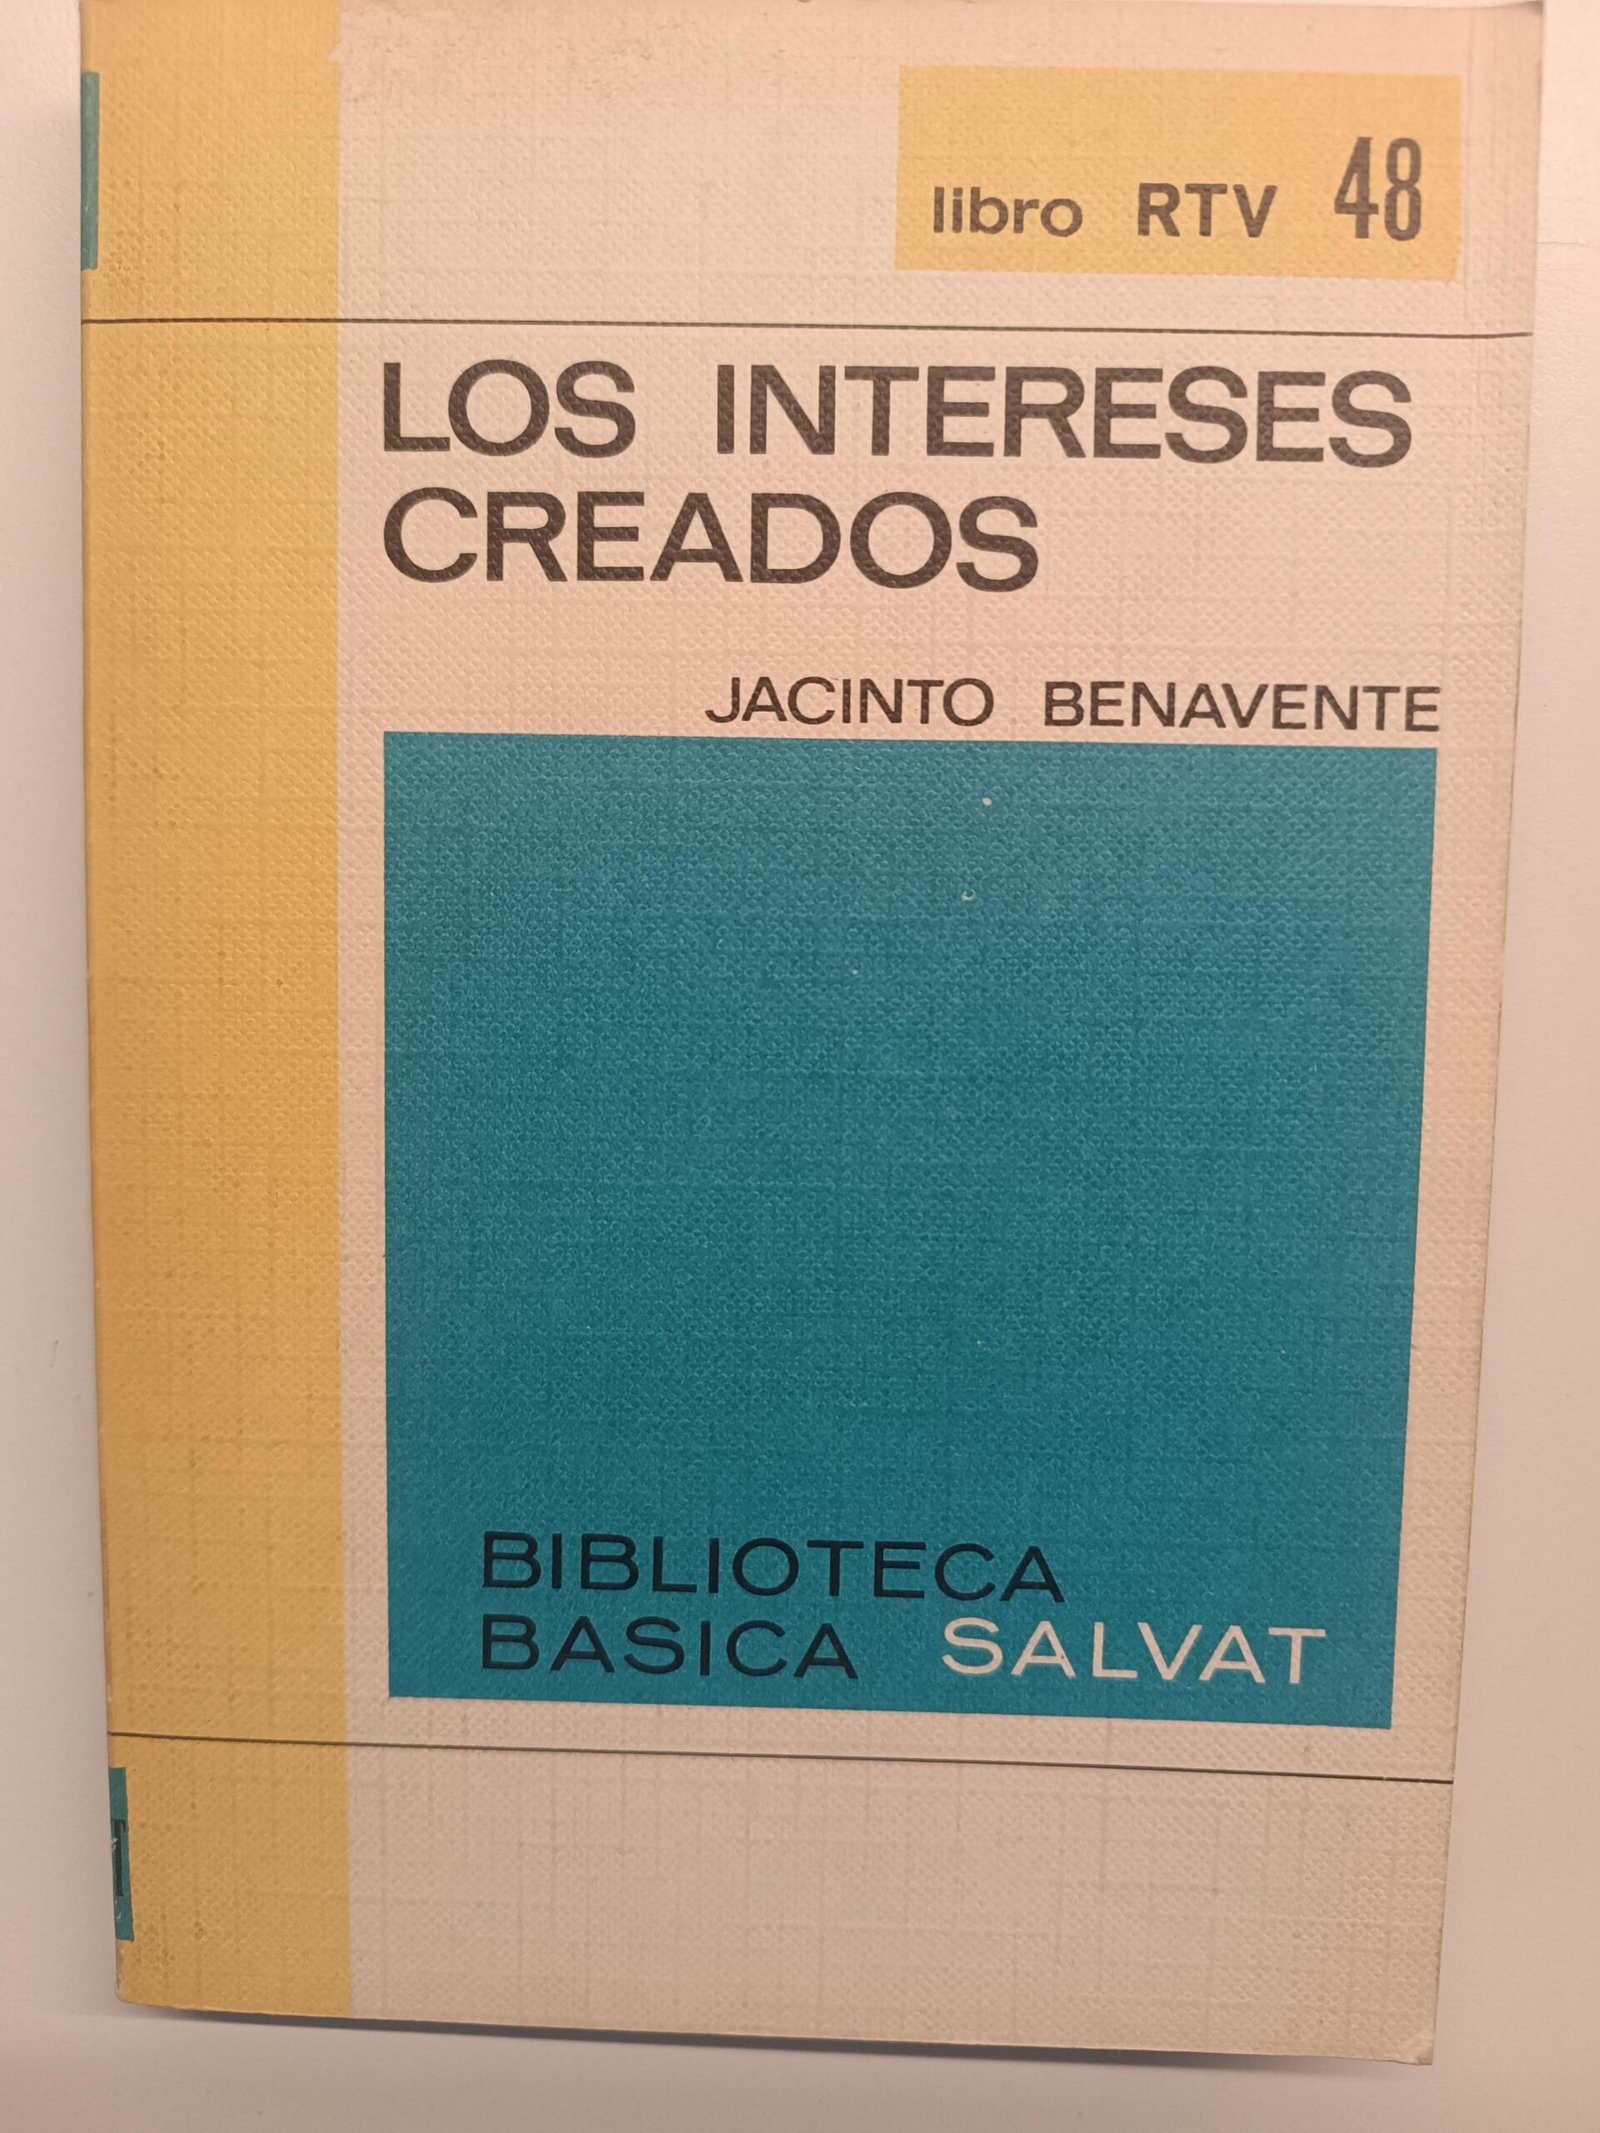 libro RTV 48
LOS INTERESES
CREADOS
JACINTO BENAVENTE
BIBLIOTECA
BASICA SALVAT